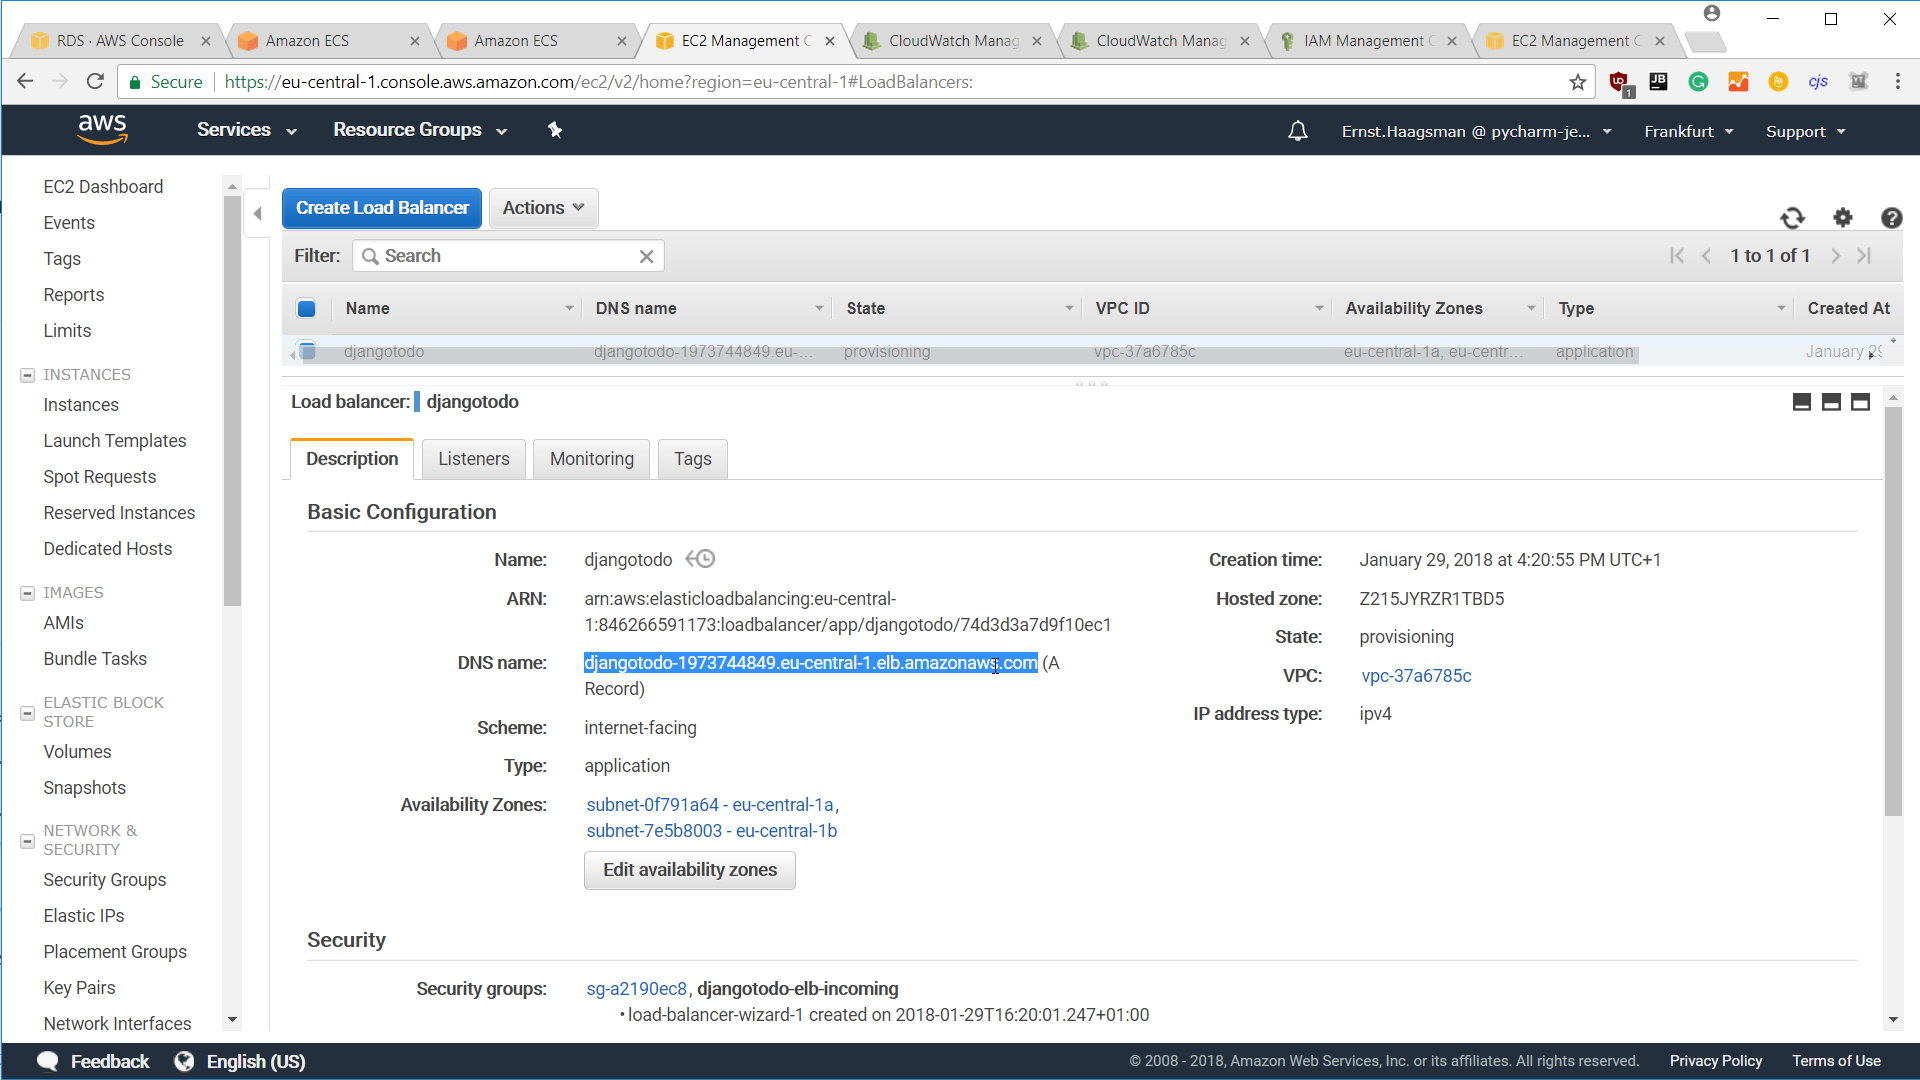 RDS · AWS Console
Amazon ECS
Amazon ECS
EC2 Management C
CloudWatch Manag
CloudWatch Manag
IAM Management C
EC2 Management C
Secure
https://eu-central-1.console.aws.amazon.com/ec2/v2/home?region=eu-central-1#LoadBalancers:
1
JB
G
cjs
aws
Services
Resource Groups
Ernst.Haagsman @ pycharm-je...
Frankfurt
Support
EC2 Dashboard
Events
Tags
Reports
Limits
INSTANCES
Instances
Launch Templates
Spot Requests
Reserved Instances
Dedicated Hosts
IMAGES
AMIs
Bundle Tasks
ELASTIC BLOCK
STORE
Volumes
Snapshots
NETWORK &
SECURITY
Security Groups
Elastic IPs
Placement Groups
Key Pairs
Network Interfaces
Create Load Balancer
Actions
Filter:
Search
1 to 1 of 1
Name
DNS name
State
VPC ID
Availability Zones
Type
Created At
djangotodo
djangotodo-1973744849.eu-...
provisioning
vpc-37a6785c
eu-central-1a, eu-centr...
application
January 29
Load balancer: djangotodo
Description
Listeners
Monitoring
Tags
Basic Configuration
Name: djangotodo
ARN: arn:aws:elasticloadbalancing:eu-central-
1:846266591173:loadbalancer/app/djangotodo/74d3d3a7d9f10ec1
DNS name: djangotodo-1973744849.eu-central-1.elb.amazonaws.com (A
Record)
Scheme: internet-facing
Type: application
Availability Zones: subnet-0f791a64 - eu-central-1a,
subnet-7e5b8003 - eu-central-1b
Edit availability zones
Creation time: January 29, 2018 at 4:20:55 PM UTC+1
Hosted zone: Z215JYRZR1TBD5
State: provisioning
VPC: vpc-37a6785c
IP address type: ipv4
Security
Security groups: sg-a2190ec8, djangotodo-elb-incoming
• load-balancer-wizard-1 created on 2018-01-29T16:20:01.247+01:00
Feedback
English (US)
© 2008 - 2018, Amazon Web Services, Inc. or its affiliates. All rights reserved.
Privacy Policy
Terms of Use